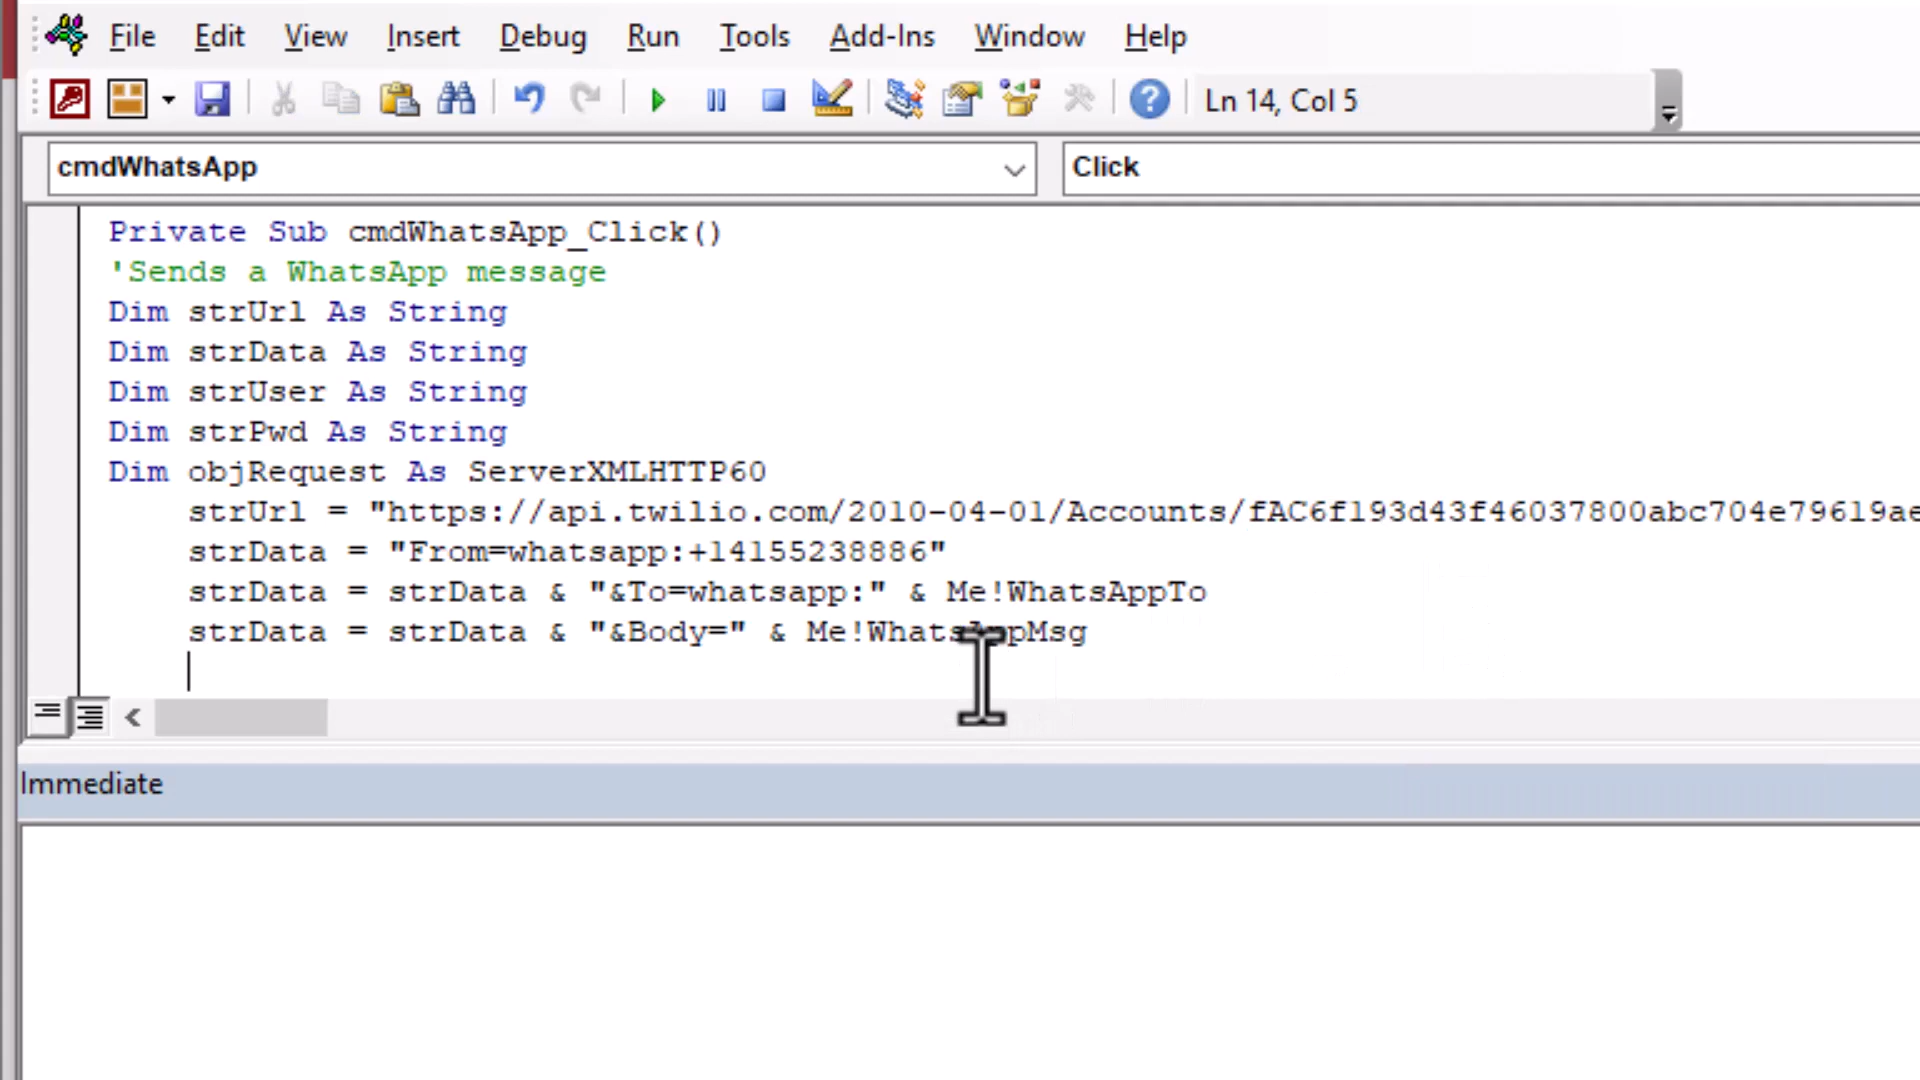 File Edit View Insert Debug Run Tools Add-Ins Window Help
Ln 14, Col 5
cmdWhatsApp Click
Private Sub cmdWhatsApp_Click()
'Sends a WhatsApp message
Dim strUrl As String
Dim strData As String
Dim strUser As String
Dim strPwd As String
Dim objRequest As ServerXMLHTTP60
strUrl = "https://api.twilio.com/2010-04-01/Accounts/fAC6f193d43f46037800abc704e79619ae
strData = "From=whatsapp:+14155238886"
strData = strData & "&To=whatsapp:" & Me!WhatsAppTo
strData = strData & "&Body=" & Me!WhatsAppMsg
Immediate